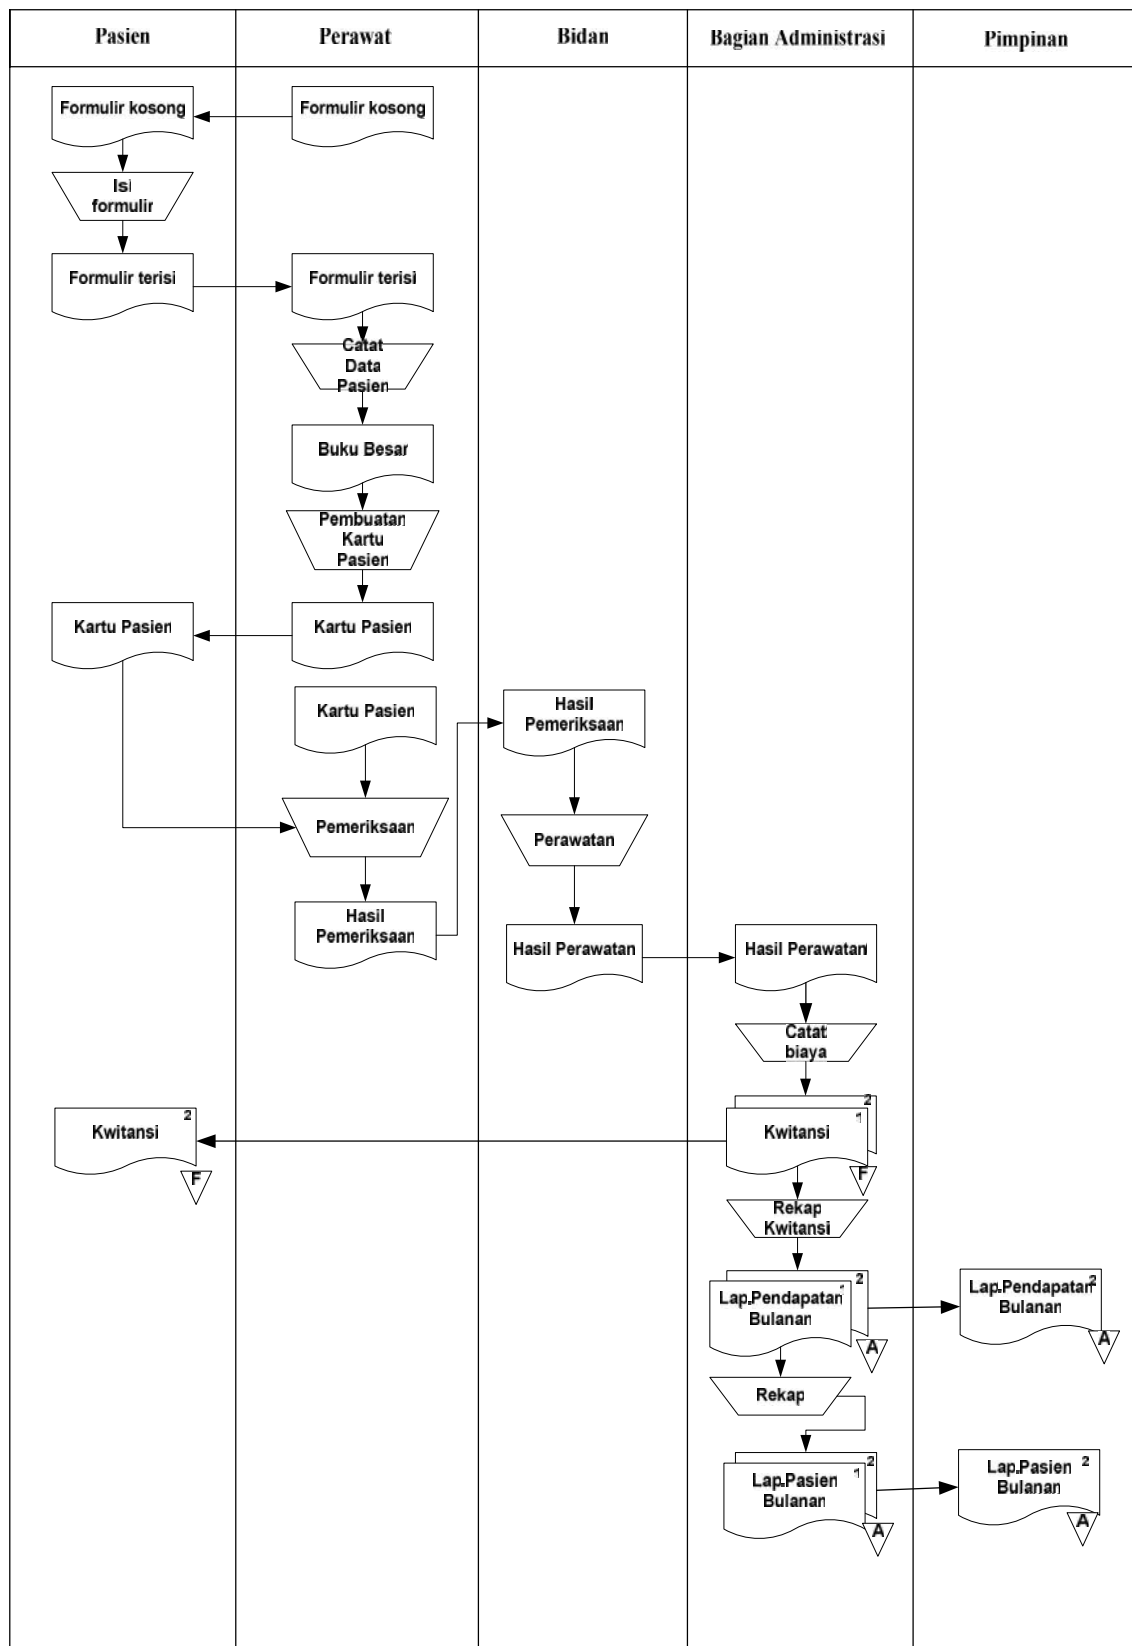 Pasien
Perawat
Bidan
Bagian Administrasi
Pimpinan
Formulir kosong
Formulir kosong
Isi
formulir
Formulir terisi
Formulir terisi
Catat
Data
Pasien
Buku Besar
Pembuatan
Kartu
Pasien
Kartu Pasien
Kartu Pasien
Kartu Pasien
Hasil
Pemeriksaan
Pemeriksaan
Perawatan
Hasil
Pemeriksaan
Hasil Perawatan
Hasil Perawatan
Catat
biaya
2
Kwitansi
F
2
1
Kwitansi
F
Rekap
Kwitansi
2
1
Lap.Pendapatan
Bulanan
A
2
Lap.Pendapatan
Bulanan
A
Rekap
2
1
Lap.Pasien
Bulanan
A
2
Lap.Pasien
Bulanan
A